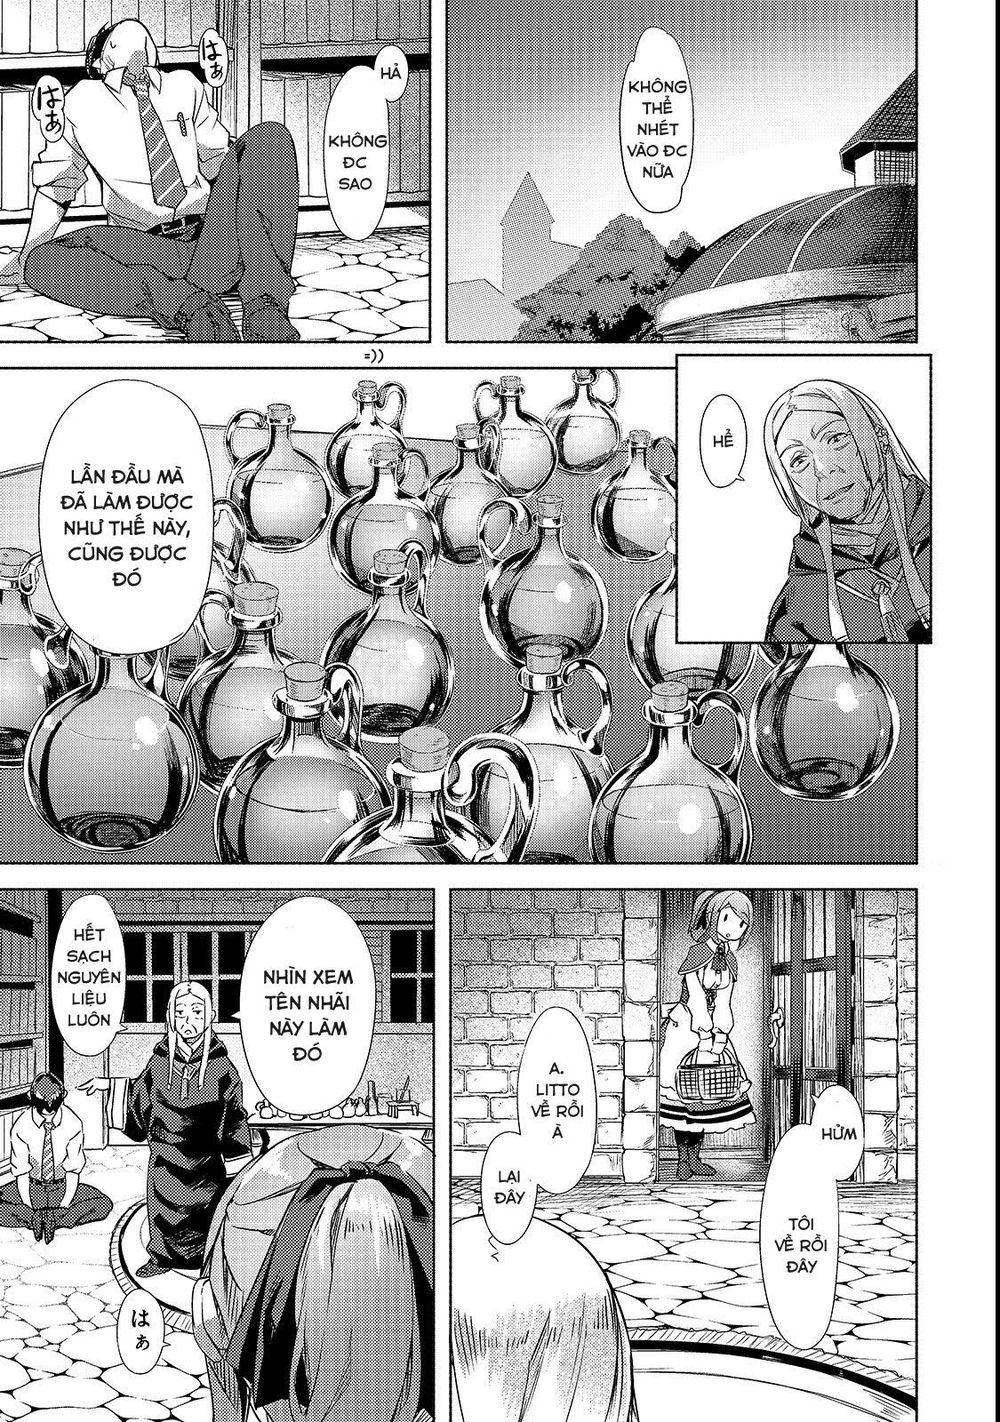 KHÔNG
THỂ
NHÉT
VÀO ĐC
NỮA
HẢ
KHÔNG
ĐC
SAO
はぁ
はぁ
=))
HỂ
LẦN ĐẦU MÀ
ĐÃ LÀM ĐƯỢC
NHƯ THẾ NÀY,
CŨNG ĐƯỢC
ĐÓ
HỬM
TÔI
VỀ RỒI
ĐÂY
A.
LITTO
VỀ RỒI
À
LẠI
ĐÂY
NHÌN XEM
TÊN NHÃI
NÀY LÀM
ĐÓ
HẾT
SẠCH
NGUYÊN
LIỆU
LUÔN
はぁ